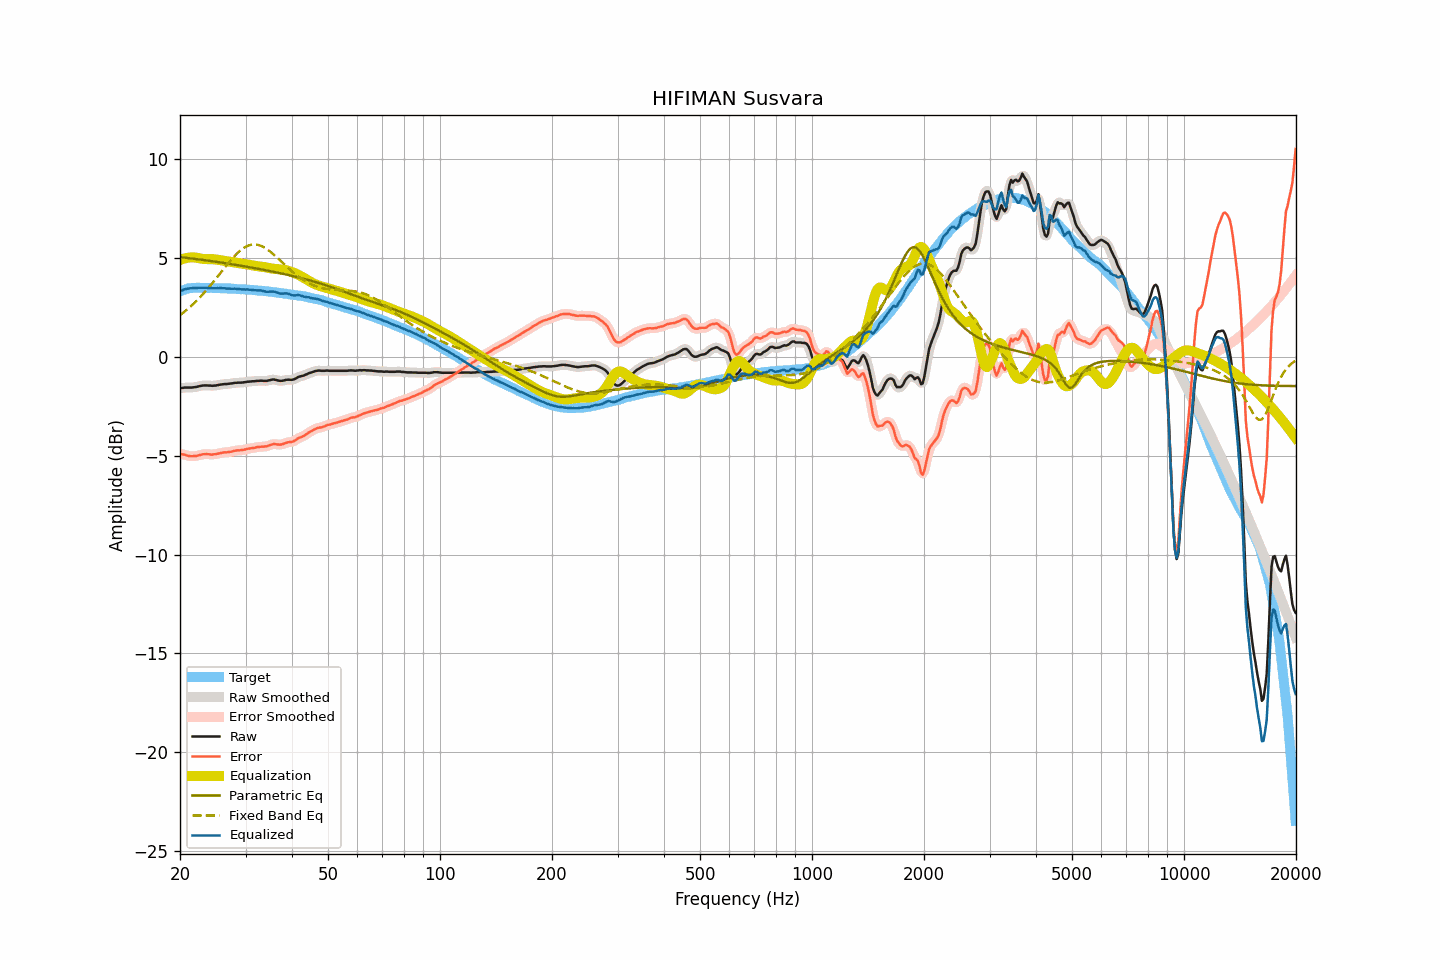 HIFIMAN Susvara
Amplitude (dBr)
10
5
0
−5
−10
−15
−20
−25
Target
Raw Smoothed
Error Smoothed
Raw
Error
Equalization
Parametric Eq
Fixed Band Eq
Equalized
20 50 100 200 500 1000 2000 5000 10000 20000
Frequency (Hz)